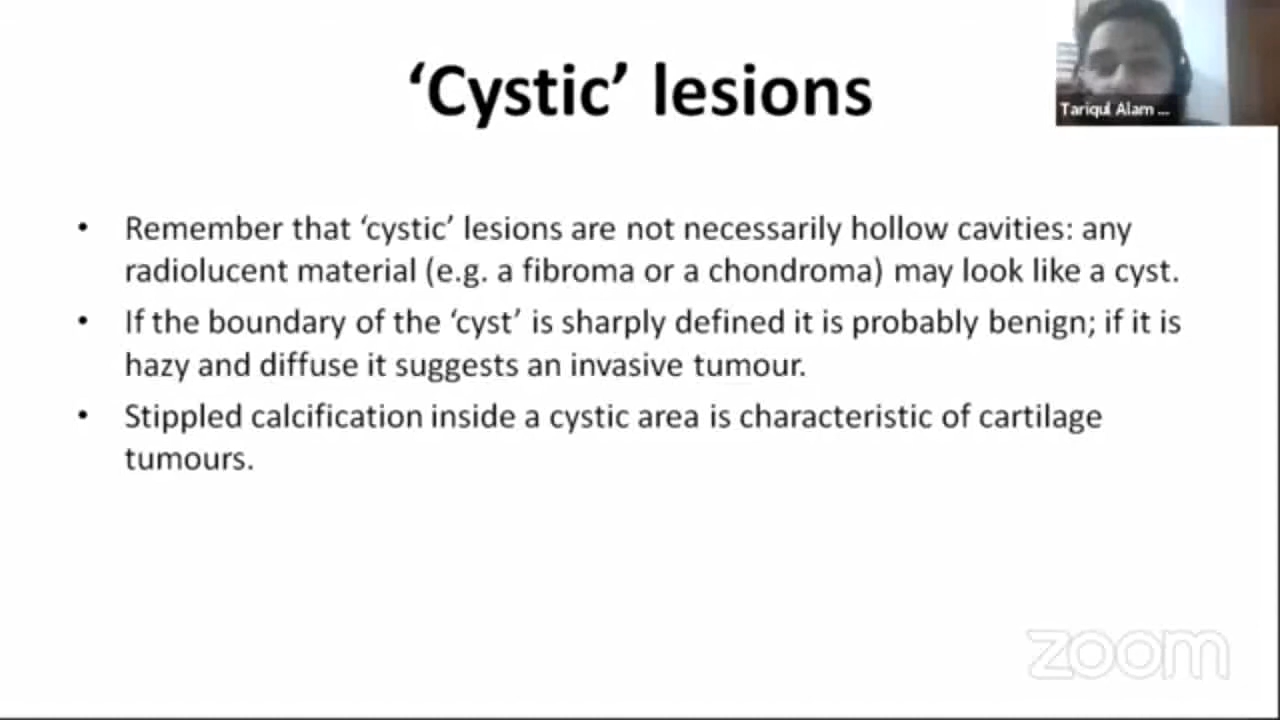 ‘Cystic’ lesions
Tariqul Alam ...
• Remember that ‘cystic’ lesions are not necessarily hollow cavities: any
radiolucent material (e.g. a fibroma or a chondroma) may look like a cyst.
• If the boundary of the ‘cyst’ is sharply defined it is probably benign; if it is
hazy and diffuse it suggests an invasive tumour.
• Stippled calcification inside a cystic area is characteristic of cartilage
tumours.
zoom